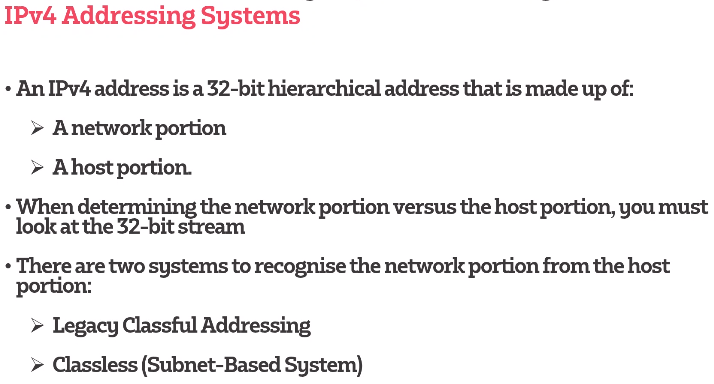 IPv4 Addressing Systems
• An IPv4 address is a 32-bit hierarchical address that is made up of:
➢ A network portion
➢ A host portion.
• When determining the network portion versus the host portion, you must
look at the 32-bit stream
• There are two systems to recognise the network portion from the host
portion:
➢ Legacy Classful Addressing
➢ Classless (Subnet-Based System)